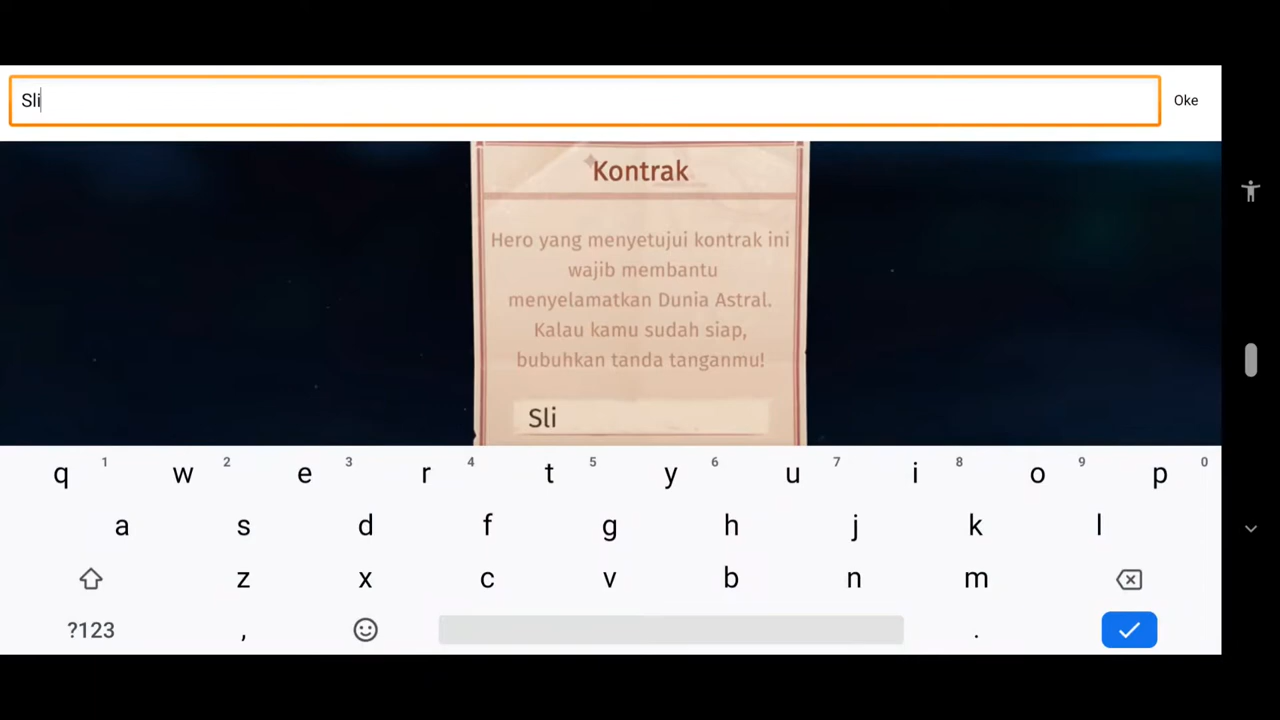 Sli
Oke
Kontrak
Hero yang menyetujui kontrak ini
wajib membantu
menyelamatkan Dunia Astral.
Kalau kamu sudah siap,
bubuhkan tanda tanganmu!
Sli
q 1 w 2 e 3 r 4 t 5 y 6 u 7 i 8 o 9 p 0
a s d f g h j k l
z x c v b n m
?123 , .